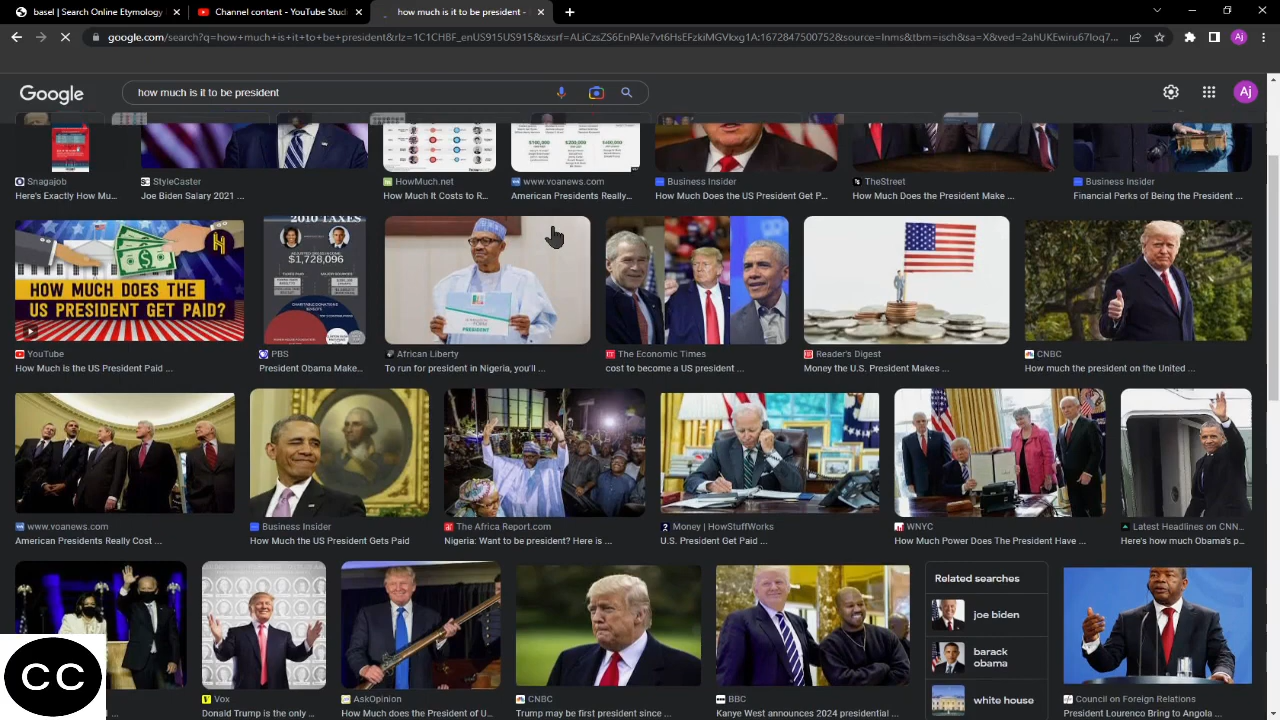 basel | Search Online Etymology
Channel content - YouTube Stud
how much is it to be president -
google.com/search?q=how+much+is+it+to+be+president&rlz=1C1CHBF_enUS915US915&sxsrf=ALiCzsZS6EnPAIe7vt6HsEFzkiMGVkxg1A:1672847500752&source=lnms&tbm=isch&sa=X&ved=2ahUKEwiru67loq7...
Aj
Google
how much is it to be president
Aj
Snagajob
StyleCaster
HowMuch.net
www.voanews.com
Business Insider
TheStreet
Business Insider
Here's Exactly How Mu...
Joe Biden Salary 2021 ...
How Much It Costs to R...
American Presidents Really...
How Much Does the US President Get P...
How Much Does the President Make ...
Financial Perks of Being the President ...
HOW MUCH DOES THE
US PRESIDENT GET PAID?
2010 TAXES
$1,728,096
PRESIDENT
YouTube
PBS
African Liberty
The Economic Times
Reader's Digest
CNBC
How Much is the US President Paid ...
President Obama Make...
To run for president in Nigeria, you'll ...
cost to become a US president ...
Money the U.S. President Makes ...
How much the president on the United ...
www.voanews.com
Business Insider
The Africa Report.com
Money | HowStuffWorks
WNYC
Latest Headlines on CNN...
American Presidents Really Cost ...
How Much the US President Gets Paid
Nigeria: Want to be president? Here is ...
U.S. President Get Paid ...
How Much Power Does The President Have ...
Here's how much Obama's p...
Related searches
joe biden
barack
obama
white house
CC
Vox
AskOpinion
CNBC
BBC
Council on Foreign Relations
...
Donald Trump is the only ...
How Much does the President of U...
Trump may be first president since ...
Kanye West announces 2024 presidential ...
President Lourenco Bring to Angola ...